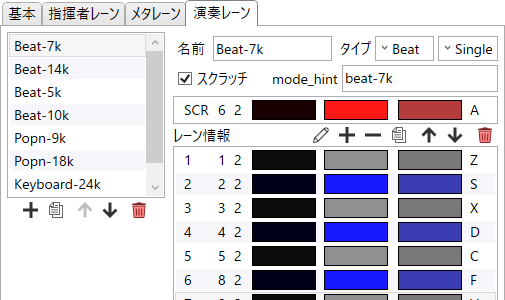 基本 指揮者レーン メタレーン 演奏レーン
Beat-7k
Beat-14k
Beat-5k
Beat-10k
Popn-9k
Popn-18k
Keyboard-24k
名前 Beat-7k タイプ Beat Single
スクラッチ mode_hint beat-7k
SCR 6 2 A
レーン情報
1 1 2 Z
2 2 2 S
3 3 2 X
4 4 2 D
5 5 2 C
6 8 2 F